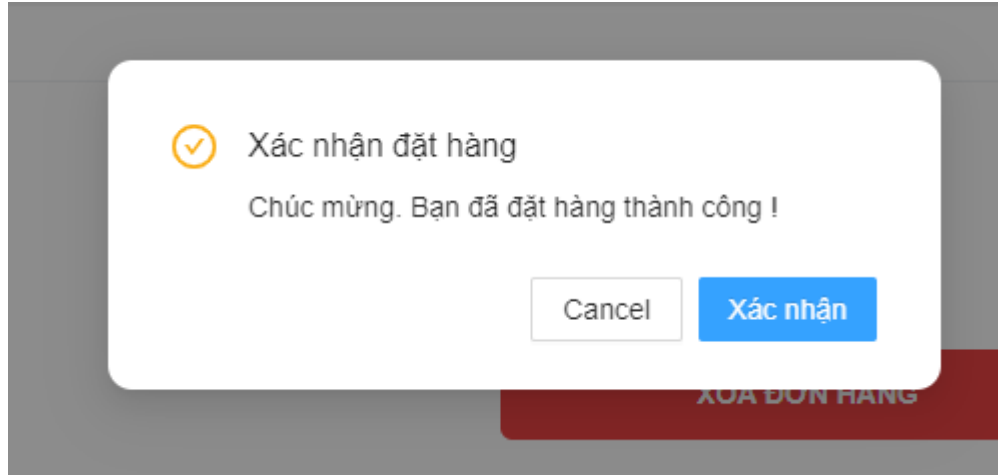 Xác nhận đặt hàng
Chúc mừng. Bạn đã đặt hàng thành công !
Cancel
Xác nhận
XÓA ĐƠN HÀNG